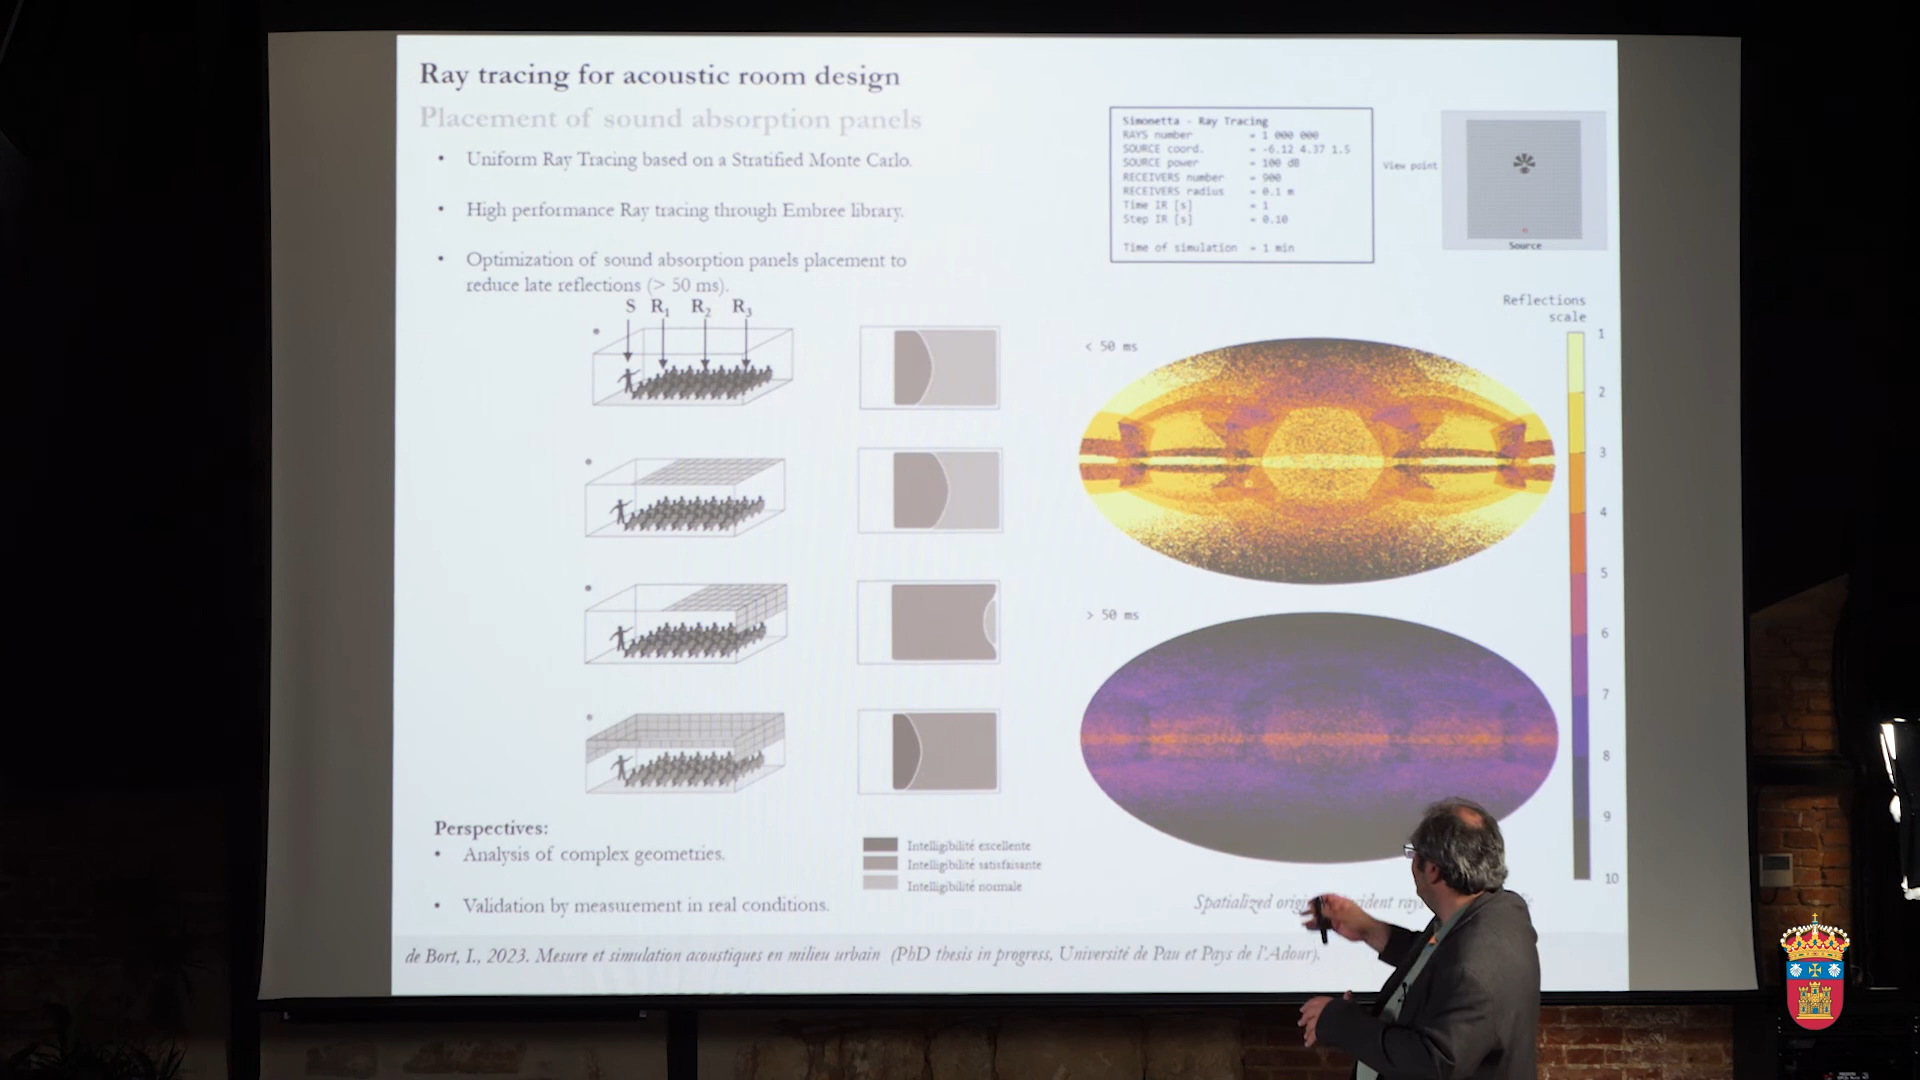 Ray tracing for acoustic room design
Placement of sound absorption panels
• Uniform Ray Tracing based on a Stratified Monte Carlo.
• High performance Ray tracing through Embree library.
• Optimization of sound absorption panels placement to
reduce late reflections (> 50 ms).
S R1 R2 R3
Simonetta - Ray Tracing
RAYS number = 1 000 000
SOURCE coord. = -6.12 4.37 1.5
SOURCE power = 100 dB
RECEIVERS number = 900
RECEIVERS radius = 0.1 m
Time IR [s] = 1
Step IR [s] = 0.10
Time of simulation = 1 min
View point
Source
Reflections
scale
< 50 ms
> 50 ms
1
2
3
4
5
6
7
8
9
10
Intelligibilité excellente
Intelligibilité satisfaisante
Intelligibilité normale
Perspectives:
• Analysis of complex geometries.
• Validation by measurement in real conditions.
Spatialized rays
de Bort, I., 2023. Mesure et simulation acoustiques en milieu urbain (PhD thesis in progress, Université de Pau et Pays de l'Adour).